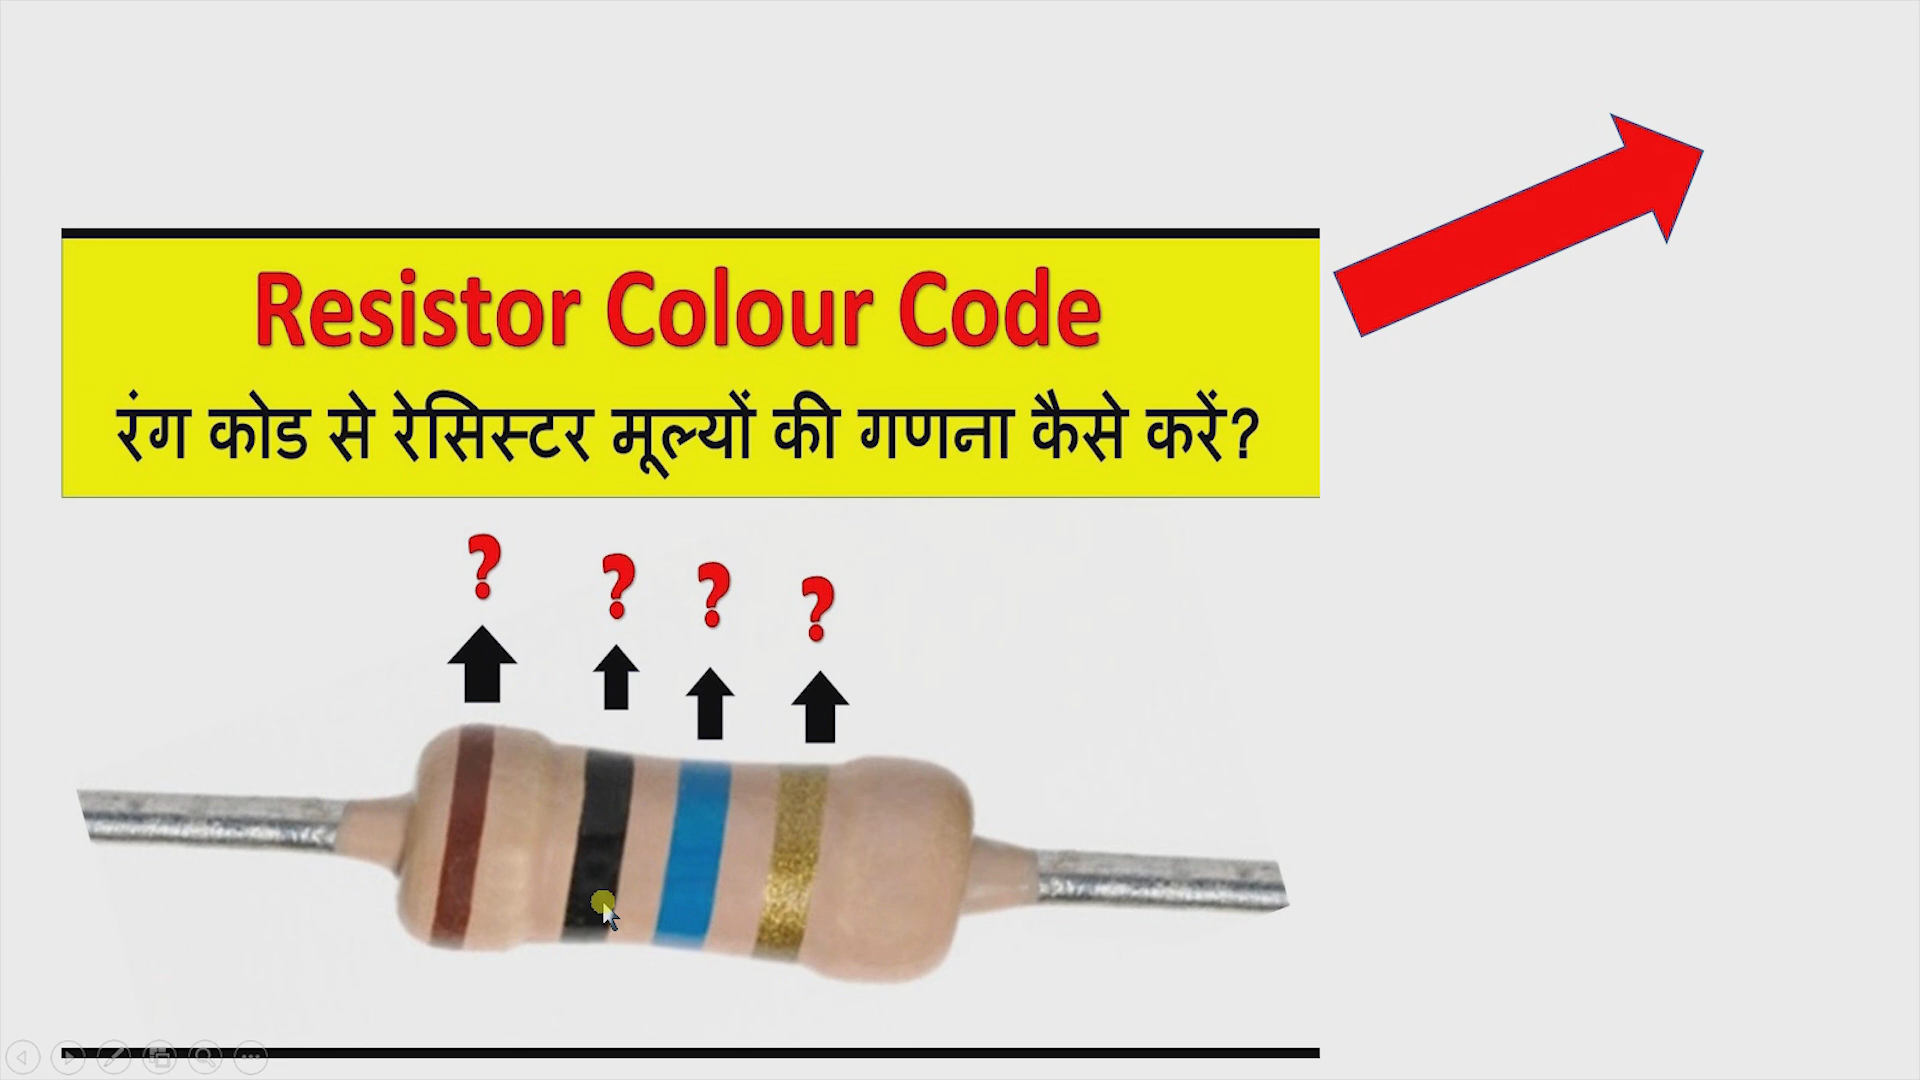 Resistor Colour Code
रंग कोड से रेसिस्टर मूल्यों की गणना कैसे करें?
? ? ? ?